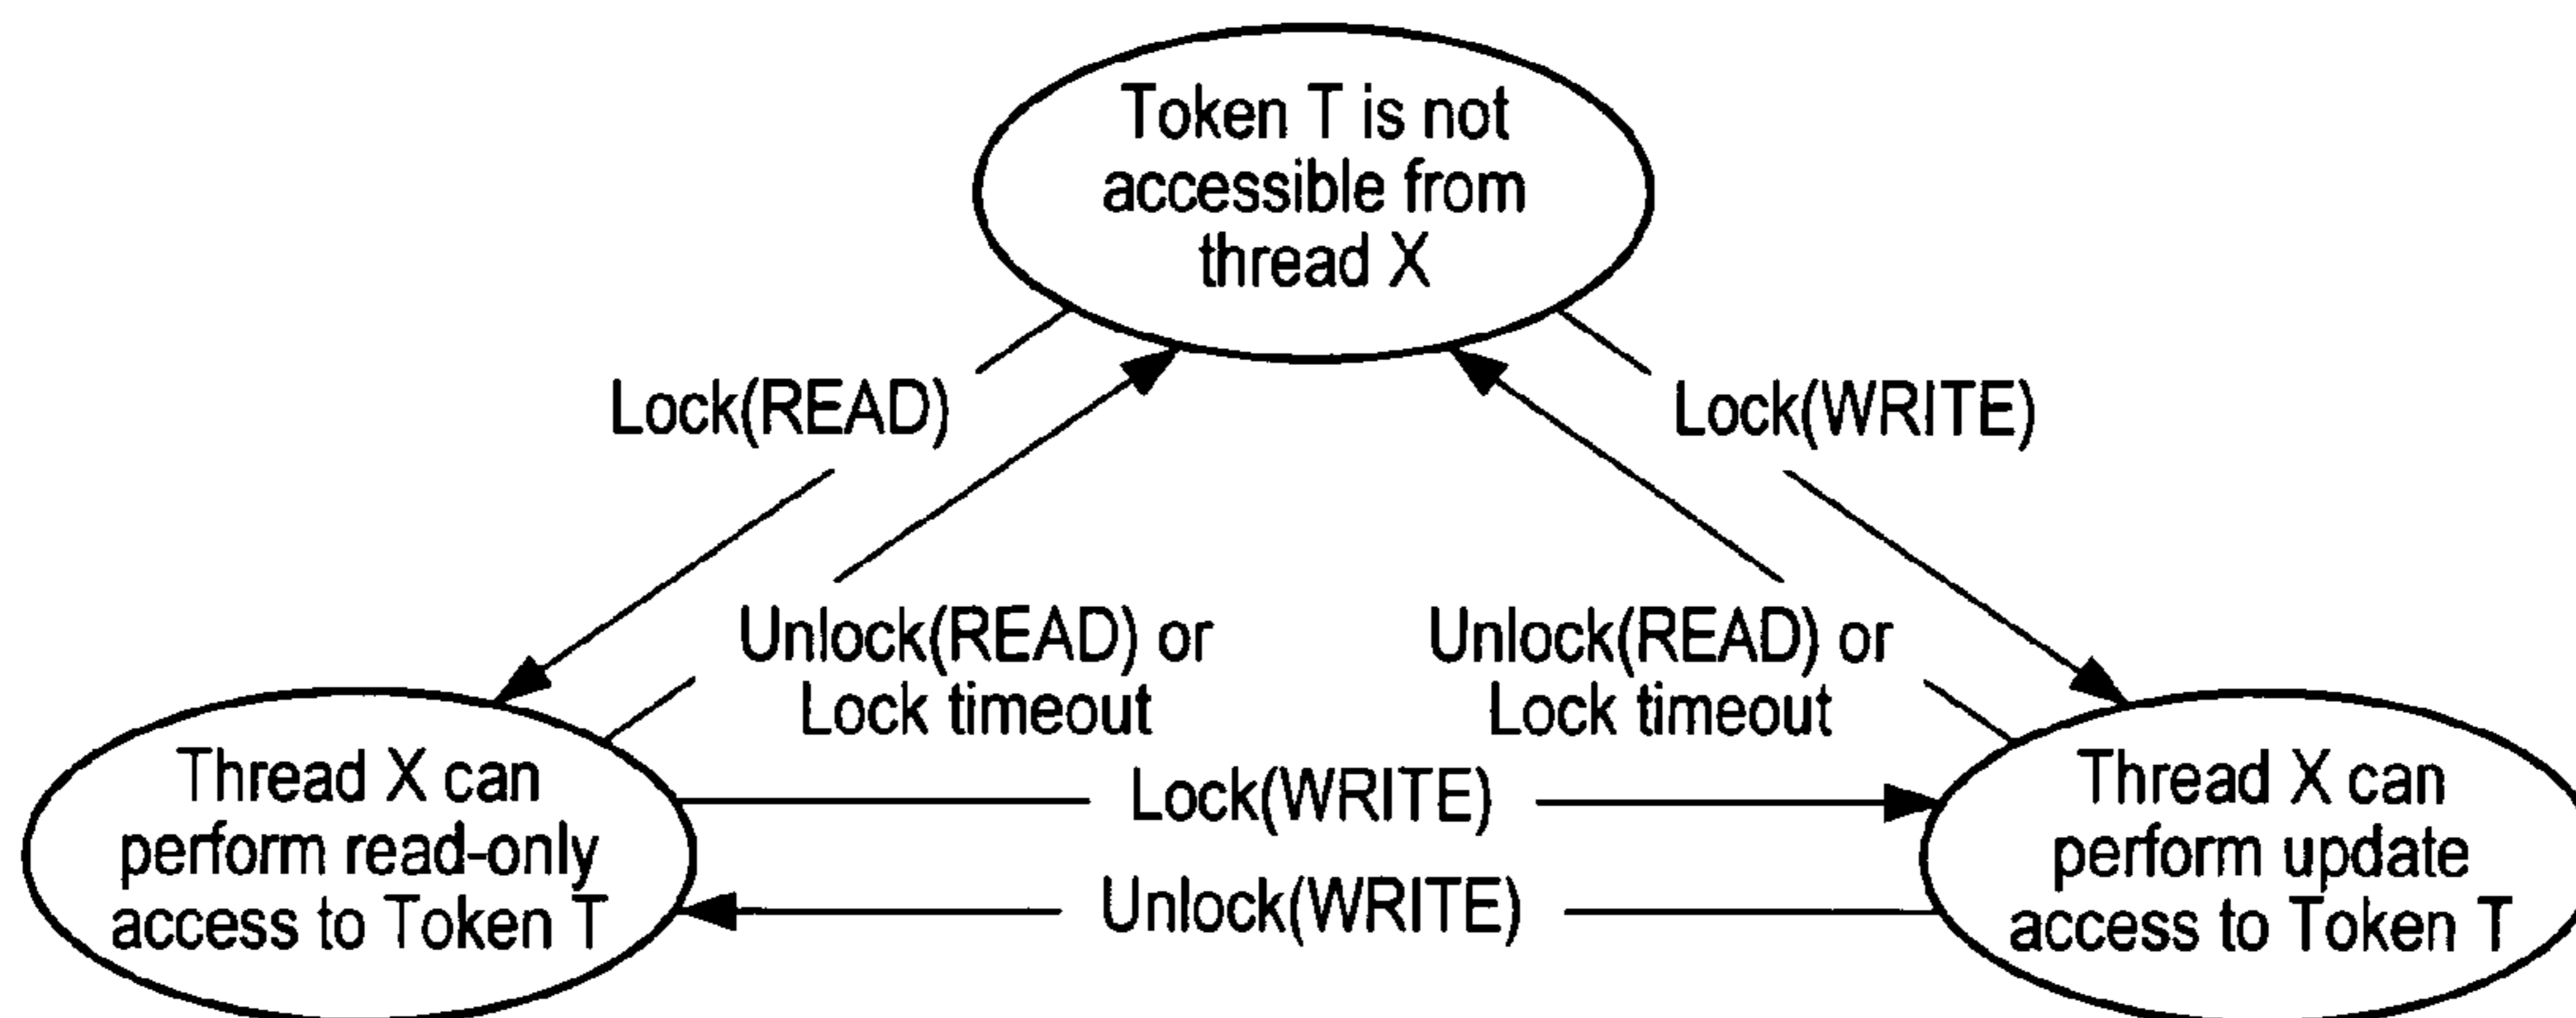 Token T is not
accessible from
thread X
Lock(READ)
Lock(WRITE)
Unlock(READ) or
Lock timeout
Unlock(READ) or
Lock timeout
Thread X can
perform read-only
access to Token T
Lock(WRITE)
Unlock(WRITE)
Thread X can
perform update
access to Token T